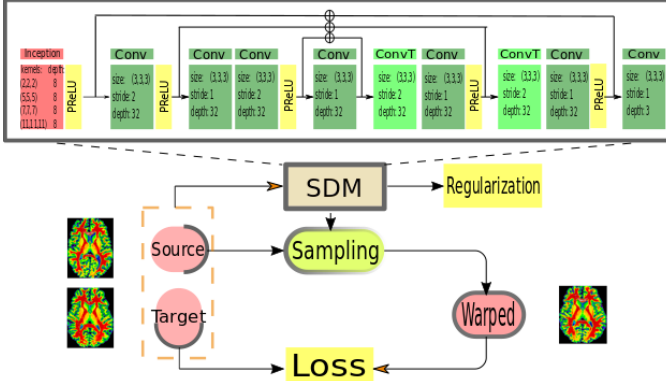 Inception
kernels: depth
(2,2,2) 8
(5,5,5) 8
(7,7,7) 8
(11,11,11) 8
PReLU
Conv
size: (3,3,3)
stride: 2
depth: 32
PReLU
Conv
size: (3,3,3)
stride: 1
depth: 32
Conv
size: (3,3,3)
stride: 2
depth: 32
PReLU
Conv
size: (3,3,3)
stride: 1
depth: 32
ConvT
size: (3,3,3)
stride: 2
depth: 32
Conv
size: (3,3,3)
stride: 1
depth: 32
PReLU
ConvT
size: (3,3,3)
stride: 2
depth: 32
Conv
size: (3,3,3)
stride: 1
depth: 32
PReLU
Conv
size: (3,3,3)
stride: 1
depth: 3
SDM
Regularization
Source
Sampling
Target
Warped
Loss